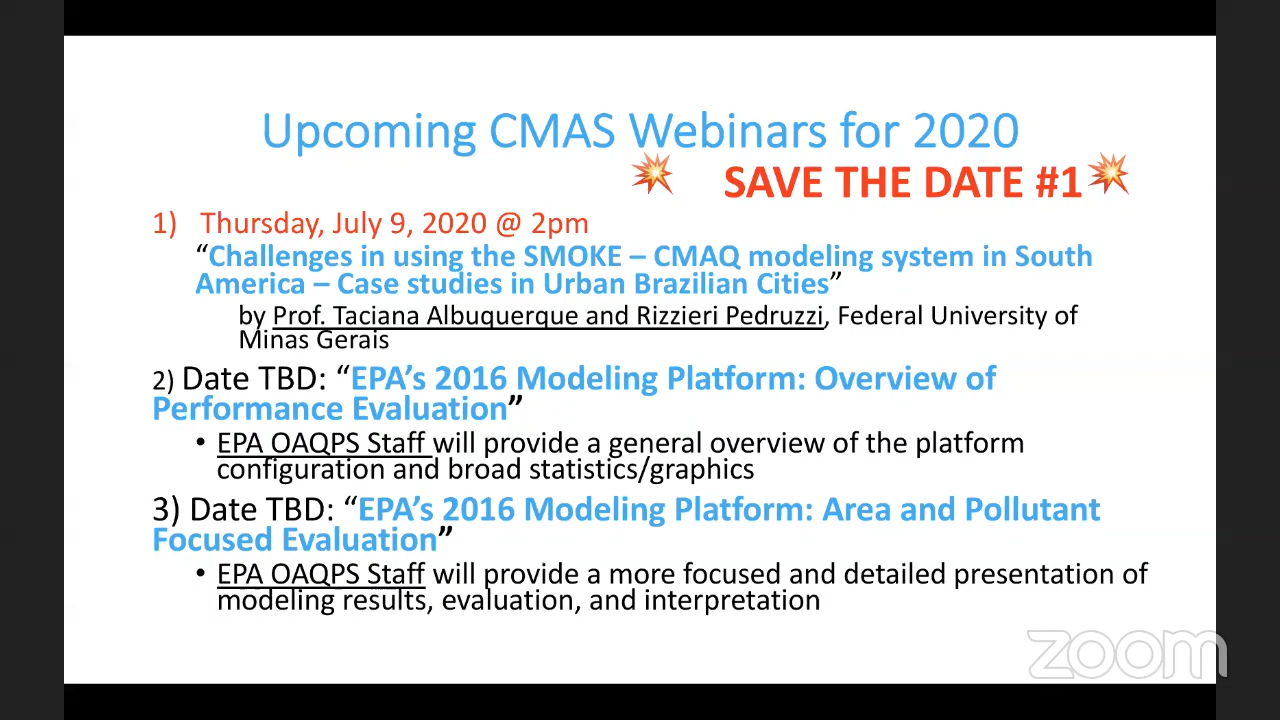 Upcoming CMAS Webinars for 2020
SAVE THE DATE #1
1) Thursday, July 9, 2020 @ 2pm
“Challenges in using the SMOKE – CMAQ modeling system in South
America – Case studies in Urban Brazilian Cities”
by Prof. Taciana Albuquerque and Rizzieri Pedruzzi, Federal University of
Minas Gerais
2) Date TBD: “EPA’s 2016 Modeling Platform: Overview of
Performance Evaluation”
• EPA OAQPS Staff will provide a general overview of the platform
configuration and broad statistics/graphics
3) Date TBD: “EPA’s 2016 Modeling Platform: Area and Pollutant
Focused Evaluation”
• EPA OAQPS Staff will provide a more focused and detailed presentation of
modeling results, evaluation, and interpretation
zoom